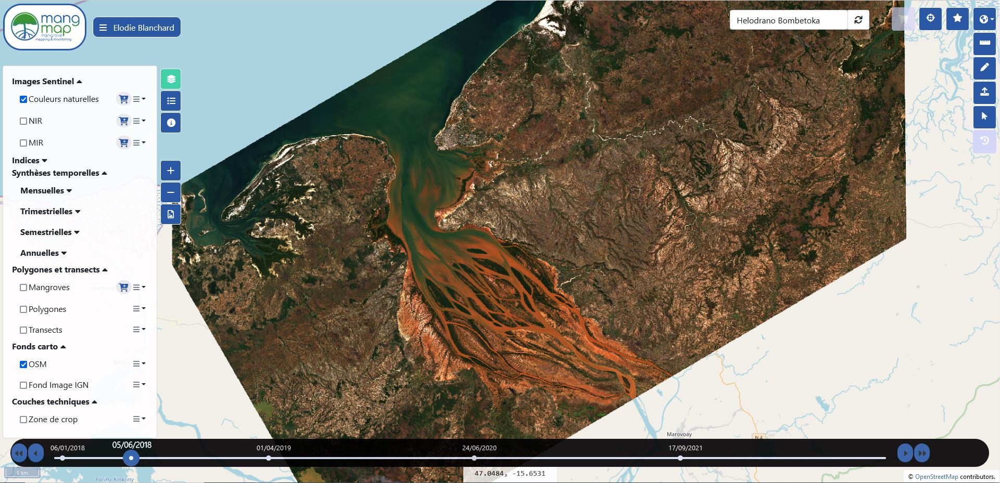 mang
map
mangrove
mapping & monitoring
Elodie Blanchard
Helodrano Bombetoka
Images Sentinel
Couleurs naturelles
NIR
MIR
Indices
Synthèses temporelles
Mensuelles
Trimestrielles
Semestrielles
Annuelles
Polygones et transects
Mangroves
Namakia
Polygones
Transects
Fonds carto
OSM
Fond Image IGN
Couches techniques
Zone de crop
Marovoay
N 4
06/01/2018
05/06/2018
01/04/2019
24/06/2020
17/09/2021
5 km
Farihy Kinkony
47.0484, -15.6531
© OpenStreetMap contributors.